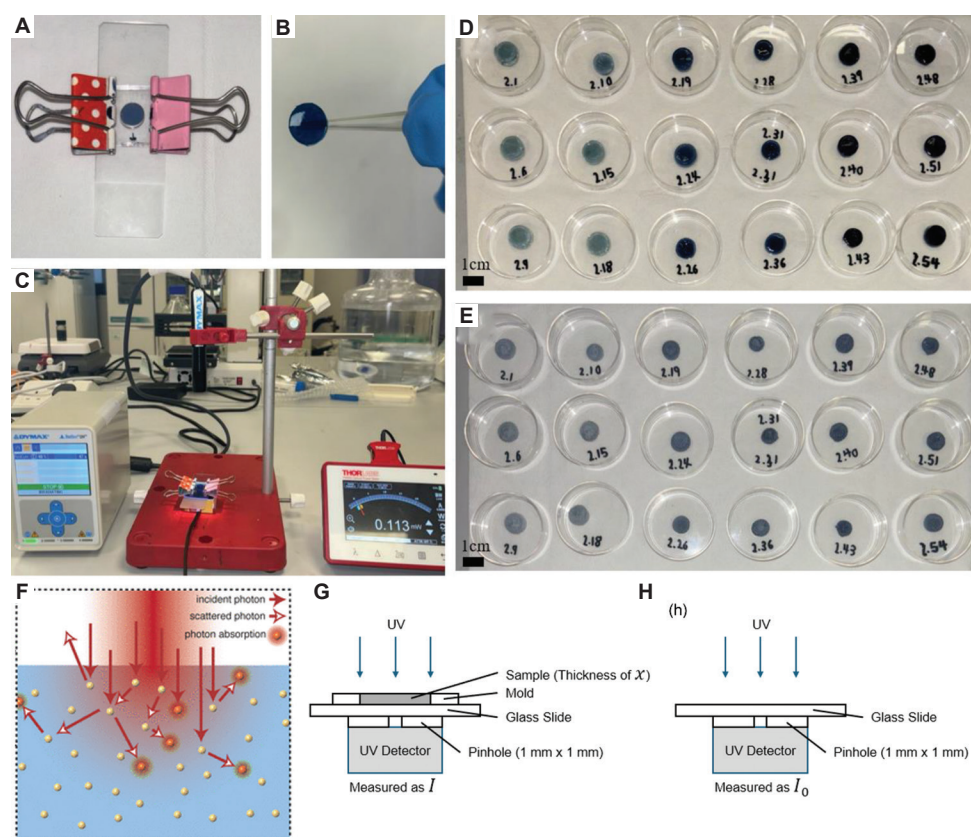 A
B
C
DYMAX
DYMAX
THORLABS
0.113 mW
D
2.1
2.10
2.19
2.28
2.39
2.48
2.6
2.15
2.24
2.31
2.31
2.40
2.51
2.9
2.18
2.26
2.36
2.43
2.54
1cm
E
2.1
2.10
2.19
2.28
2.39
2.48
2.6
2.15
2.24
2.31
2.31
2.40
2.51
2.9
2.18
2.26
2.36
2.43
2.54
1cm
F
incident photon
scattered photon
photon absorption
G
UV
Sample (Thickness of x)
Mold
Glass Slide
Pinhole (1 mm x 1 mm)
UV Detector
Measured as I
H
(h)
UV
Glass Slide
Pinhole (1 mm x 1 mm)
UV Detector
Measured as I₀